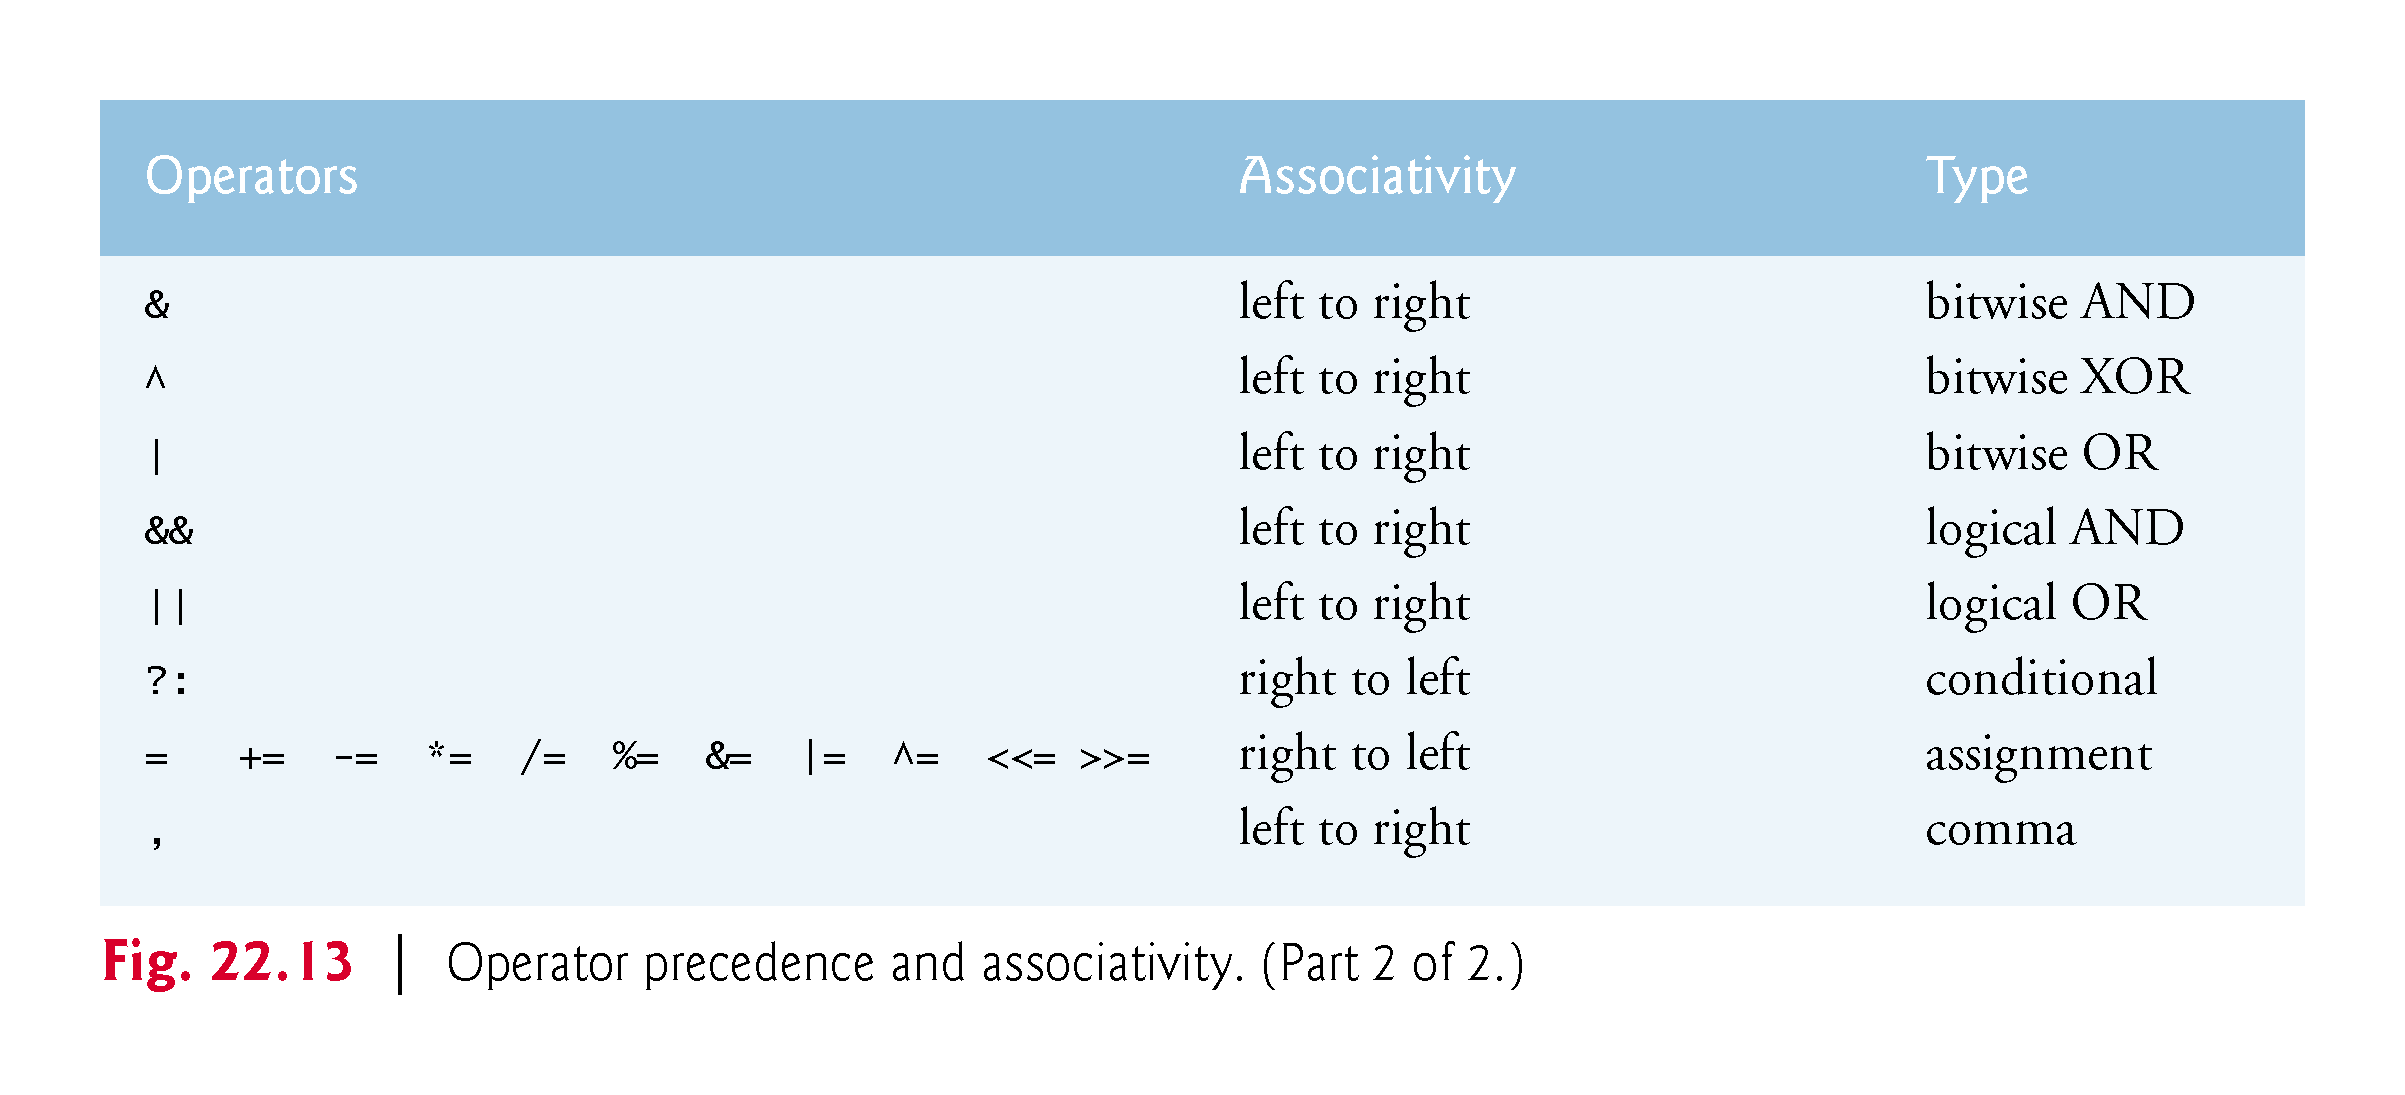 Operators Associativity Type
& left to right bitwise AND
^ left to right bitwise XOR
| left to right bitwise OR
&& left to right logical AND
|| left to right logical OR
?: right to left conditional
= += -= *= /= %= &= |= ^= <<= >>= right to left assignment
, left to right comma
Fig. 22.13 | Operator precedence and associativity. (Part 2 of 2.)